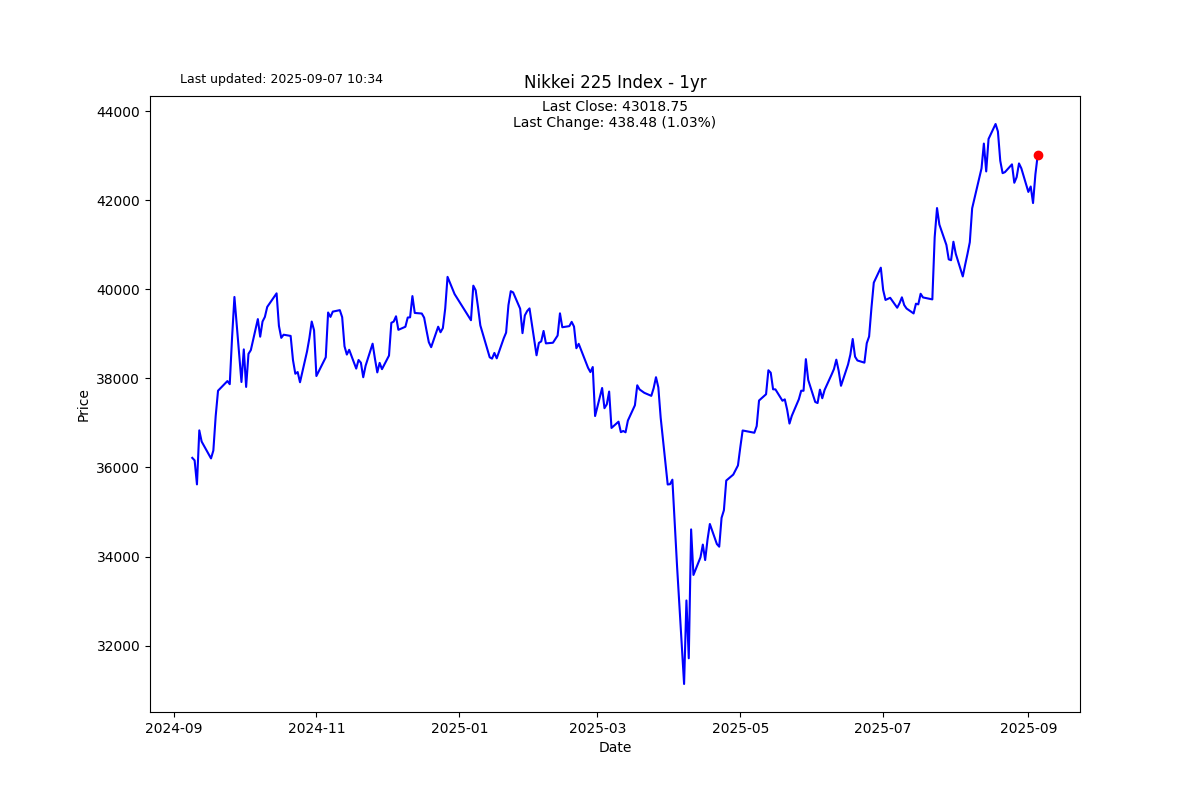 Last updated: 2025-09-07 10:34
Nikkei 225 Index - 1yr
Last Close: 43018.75
Last Change: 438.48 (1.03%)
44000
42000
40000
38000
36000
34000
32000
Price
2024-09 2024-11 2025-01 2025-03 2025-05 2025-07 2025-09
Date